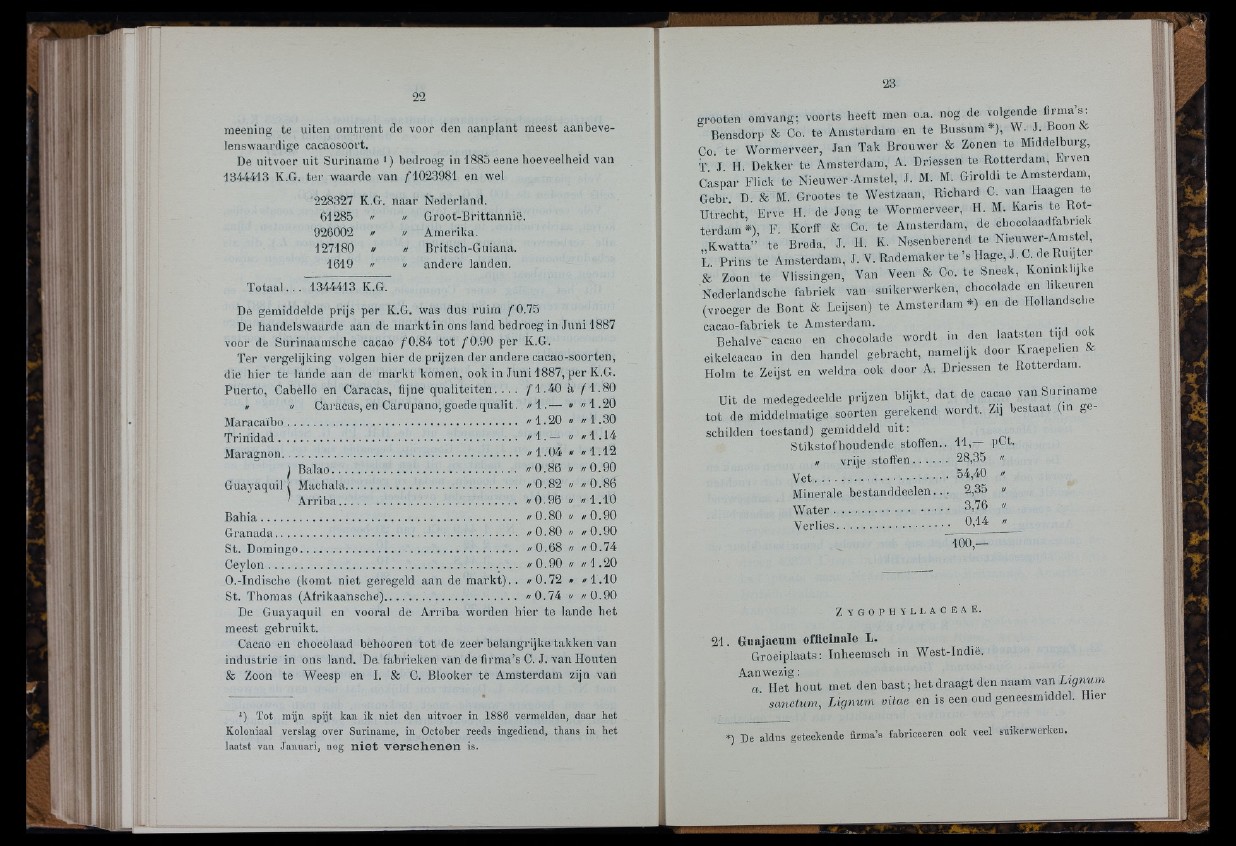 22
meening te uiten omtrent de voor den aanplant meest aanbeve-
lenswaardige cacaosoort.
De uitvoer uit Suriname ¹) bedroeg in 1885 eene hoeveelheid van
1344413 K.G. ter waarde van ƒ1023981 en wel
228327 K.G. naar Nederland.
61285 〃 〃 Groot-Brittannië.
926002 〃 〃 Amerika.
127180 〃 〃 Britsch-Guiana.
1619 〃 〃 andere landen.
Totaal... 1344413 K.G.
De gemiddelde prijs per K.G. was dus ruim ƒ0.75
De handelswaarde aan de markt in ons land bedroeg in Juni 1887
voor de Surinaamsche cacao ƒ0.84 tot ƒ0.90 per K.G.
Ter vergelijking volgen hier de prijzen der andere cacao-soorten,
die hier te lande aan de markt komen, ook in Juni 1887, per K.G.
Puerto, Cabello en Caracas, fijne qualiteiten.... ƒ1.40 à ƒ1.80
〃 〃 Caracas, en Carupano, goede qualit. 〃1.— 〃 〃1.20
Maracaibo.................................... 〃1.20 〃 〃1.30
Trinidad...................................... 〃1.— 〃 〃1.14
Maragnon..................................... 〃1.04 〃 〃1.12
Balao............................ 〃0.86 〃 〃0.90
Guayaquil { Machala........................... 〃0.82 〃 〃0.86
Arriba............................ 〃0.96 〃 〃1.10
Bahia........................................ 〃0.80 〃 〃0.90
Granada...................................... 〃0.80 〃 〃0.90
St. Domingo.................................. 〃0.68 〃 〃0.74
Ceylon....................................... 〃0.90 〃 〃1.20
O.-Indische (komt niet geregeld aan de markt).. 〃0.72 〃 〃1.10
St. Thomas (Afrikaansche)..................... 〃0.74 〃 〃0.90
De Guayaquil en vooral de Arriba worden hier te lande het
meest gebruikt.
Cacao en chocolaad behooren tot de zeer belangrijke takken van
industrie in ons land. De fabrieken van de firma's C. J. van Houten
& Zoon te Weesp en I. & C. Blooker te Amsterdam zijn van
¹) Tot mijn spijt kan ik niet den uitvoer in 1886 vermelden, daar het
Koloniaal verslag over Suriname, in October reeds ingediend, thans in het
laatst van Januari, nog niet verschenen is.
23
grooten omvang; voorts heeft men o.a. nog de volgende firma's:
Bensdorp & Co. te Amsterdam en te Bussum *), W. J. Boon &
Co. te Wormerveer, Jan Tak Brouwer & Zonen te Middelburg,
T. J. H. Dekker te Amsterdam, A. Driessen te Rotterdam, Erven
Caspar Flick te Nieuwer-Amstel, J. M. M. Giroldi te Amsterdam,
Gebr. D. & M. Grootes te Westzaan, Richard C. van Haagen te
Utrecht, Erve H. de Jong te Wormerveer, H. M. Karis te Rot-
terdam *), F. Korff & Co. te Amsterdam, de chocolaadfabriek
„Kwatta” te Breda, J. H. K. Nosenberend te Nieuwer-Amstel,
L. Prins te Amsterdam, J. V. Rademaker te 's Hage, J. C. de Ruijter
& Zoon te Vlissingen, Van Veen & Co. te Sneek, Koninklijke
Nederlandsche fabriek van suikerwerken, chocolade en likeuren
(vroeger de Bont & Leijsen) te Amsterdam *) en de Hollandsche
cacao-fabriek te Amsterdam.
Behalve cacao en chocolade wordt in den laatsten tijd ook
eikelcacao in den handel gebracht, namelijk door Kraepelien &
Holm te Zeijst en weldra ook door A. Driessen te Rotterdam.
Uit de medegedeelde prijzen blijkt, dat de cacao van Suriname
tot de middelmatige soorten gerekend wordt. Zij bestaat (in ge-
schilden toestand) gemiddeld uit:
Stikstofhoudende stoffen.. 11,— pCt.
〃 vrije stoffen...... 28,35 〃
Vet...................... 54,40 〃
Minerale bestanddeelen... 2,35 〃
Water.................. 3,76 〃
Verlies.................. 0,14 〃
100,—
ZYGOPHYLLACEAE.
21. Guajacum officinale L.
Groeiplaats: Inheemsch in West-Indië.
Aanwezig:
a. Het hout met den bast; het draagt den naam van Lignum
sanctum, Lignum vitae en is een oud geneesmiddel. Hier
*) De aldus geteekende firma's fabriceeren ook veel suikerwerken.